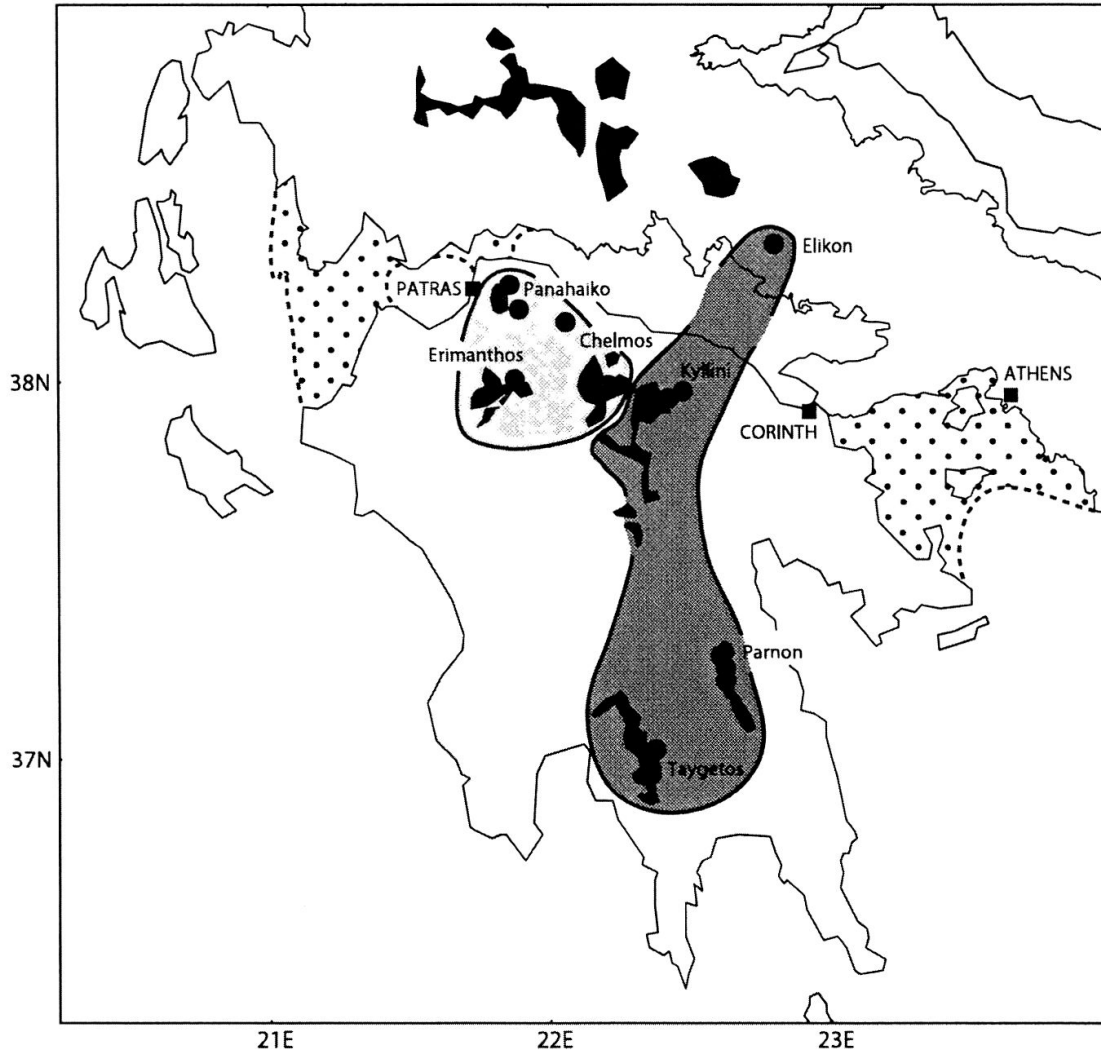 Elikon
PATRAS
Panahaiko
Chelmos
Erimanthos
38N
Kyllini
ATHENS
CORINTH
Parnon
37N
Taygetos
21E
22E
23E